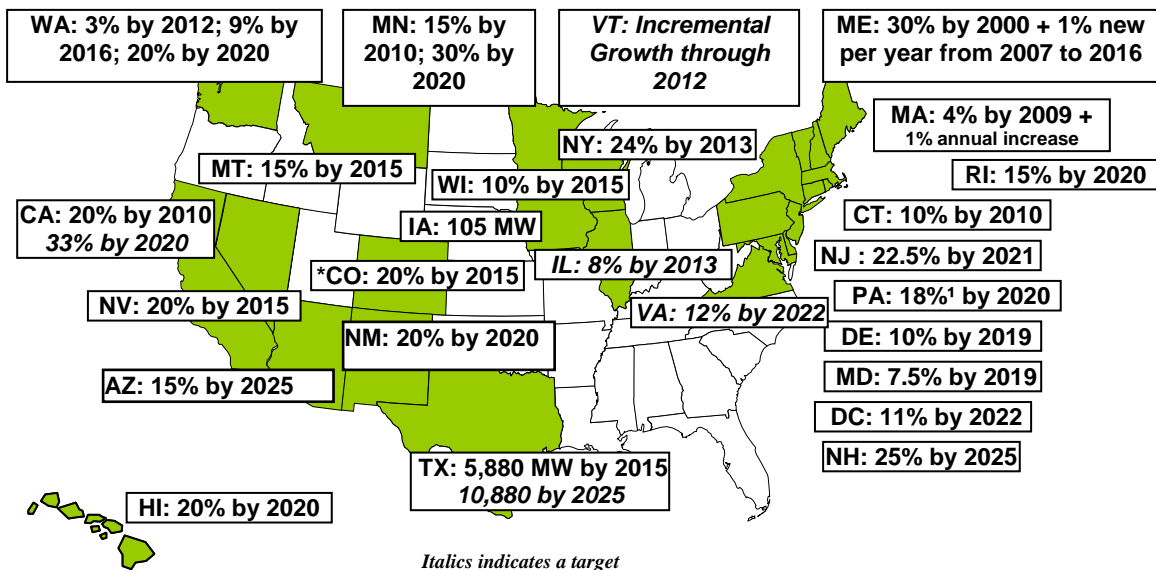 WA: 3% by 2012; 9% by
2016; 20% by 2020
MN: 15% by
2010; 30% by
2020
VT: Incremental
Growth through
2012
ME: 30% by 2000 + 1% new
per year from 2007 to 2016
MA: 4% by 2009 +
1% annual increase
NY: 24% by 2013
MT: 15% by 2015
WI: 10% by 2015
RI: 15% by 2020
CA: 20% by 2010
33% by 2020
IA: 105 MW
CT: 10% by 2010
*CO: 20% by 2015
IL: 8% by 2013
NJ : 22.5% by 2021
NV: 20% by 2015
VA: 12% by 2022
PA: 18%¹ by 2020
NM: 20% by 2020
DE: 10% by 2019
AZ: 15% by 2025
MD: 7.5% by 2019
DC: 11% by 2022
NH: 25% by 2025
TX: 5,880 MW by 2015
10,880 by 2025
HI: 20% by 2020
Italics indicates a target